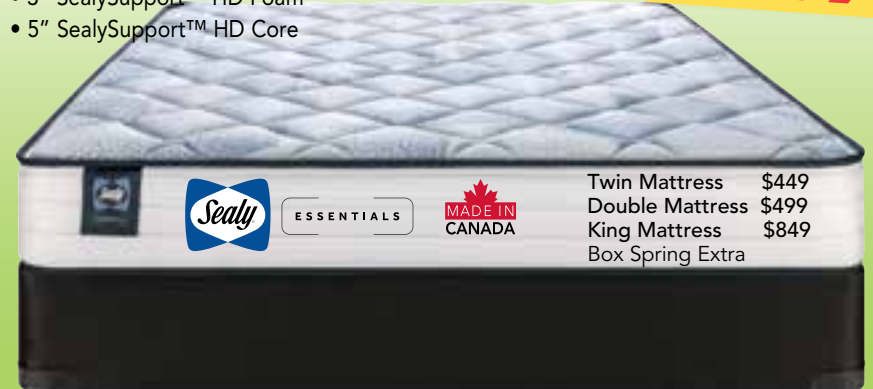 • 5” SealySupport™ HD Core
Sealy
ESSENTIALS
MADE IN
CANADA
Twin Mattress $449
Double Mattress $499
King Mattress $849
Box Spring Extra